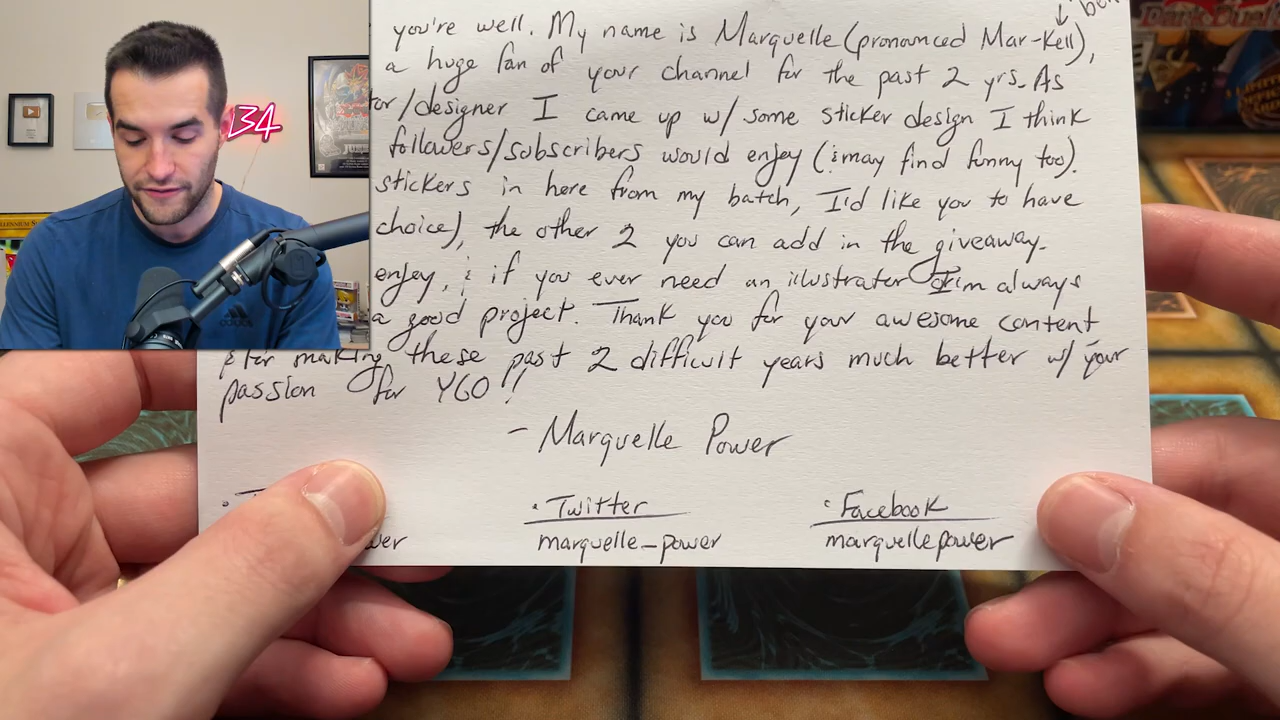 134
you're well. My name is Marquelle (pronounced Mar-Kell),
a huge fan of your channel for the past 2 yrs. As
or/designer I came up w/ some sticker design I think
followers/subscribers would enjoy (& may find funny too).
stickers in here from my batch, I'd like you to have
choice), the other 2 you can add in the giveaway.
enjoy, & if you ever need an illustrator I'm always
a good project. Thank you for your awesome content
& for making these past 2 difficult years much better w/ your
passion for YGO!!
- Marquelle Power
• Twitter
• Facebook
wer
marquelle_power
marquellepower